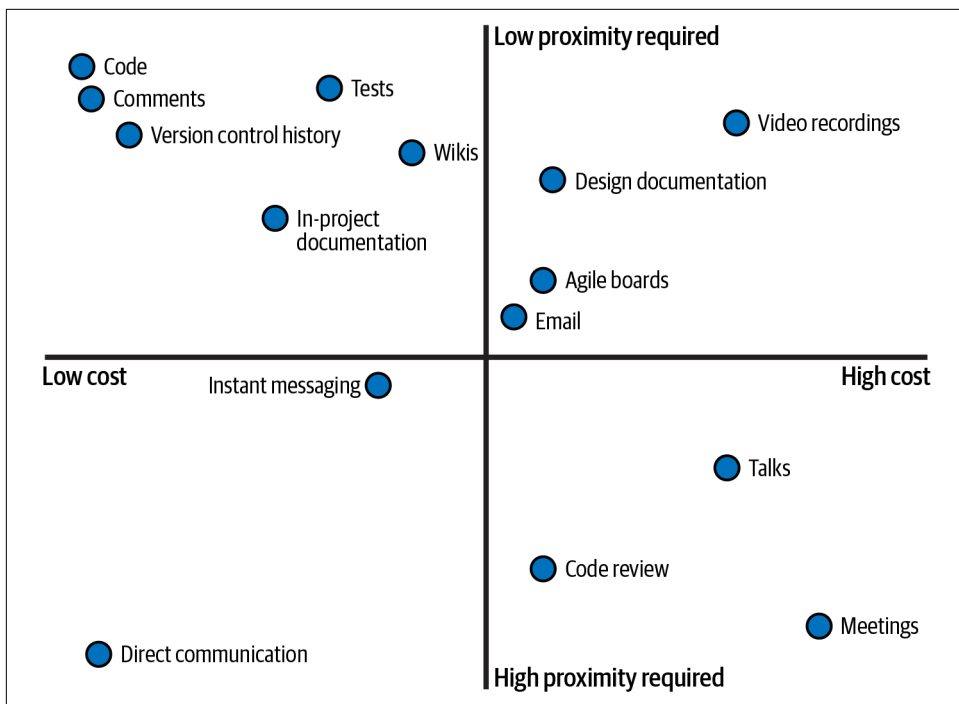 Low proximity required
Code
Tests
Comments
Video recordings
Version control history
Wikis
Design documentation
In-project
documentation
Agile boards
Email
Low cost
High cost
Instant messaging
Talks
Code review
Meetings
Direct communication
High proximity required